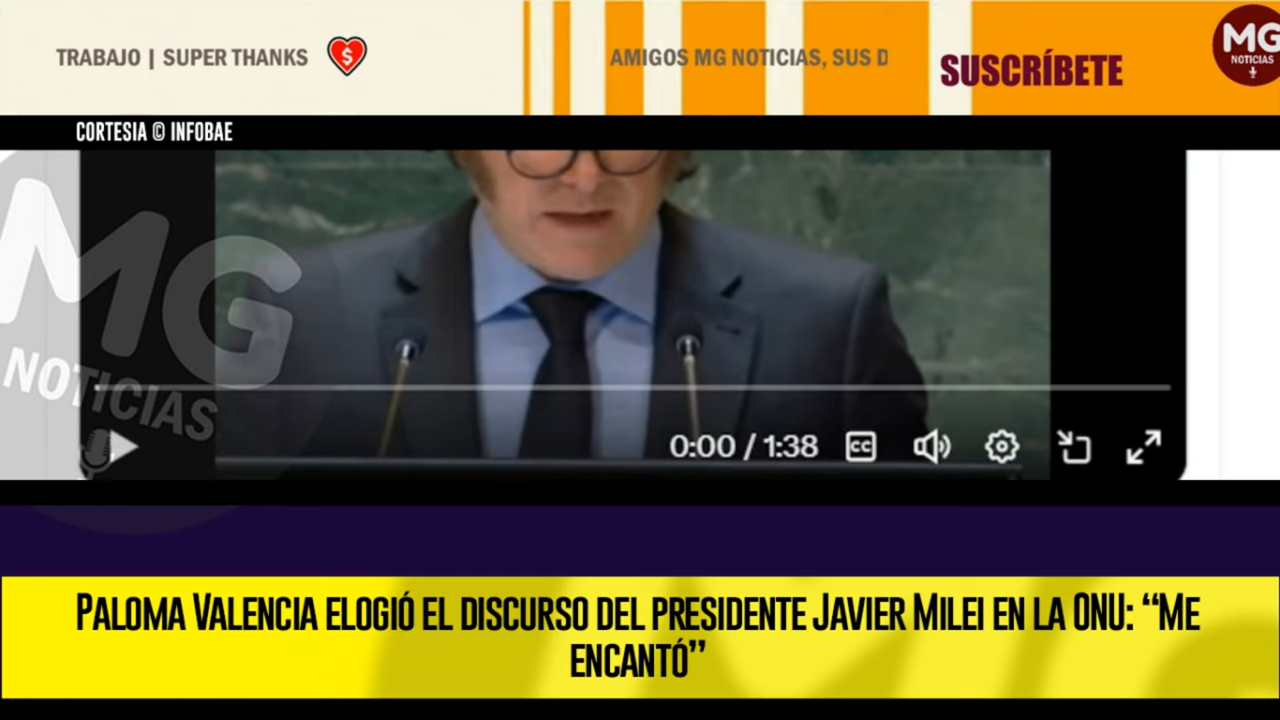 TRABAJO | SUPER THANKS
AMIGOS MG NOTICIAS, SUS D
SUSCRÍBETE
MG
NOTICIAS
CORTESIA © INFOBAE
MG
NOTICIAS
0:00 / 1:38
CC
PALOMA VALENCIA ELOGIÓ EL DISCURSO DEL PRESIDENTE JAVIER MILEI EN LA ONU: “ME
ENCANTÓ”